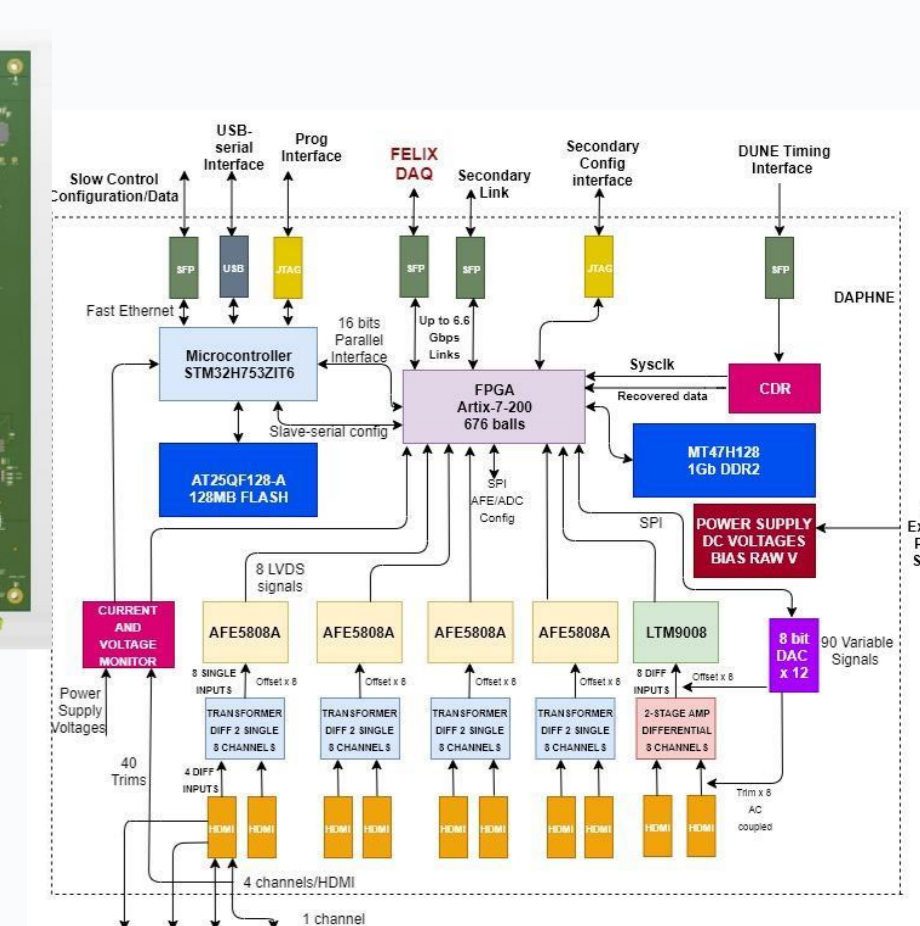 USB-
serial
Interface
Prog
Interface
FELIX
DAQ
Secondary
Link
Secondary
Config
interface
DUNE Timing
Interface
Slow Control
Configuration/Data
SFP
USB
JTAG
SFP
SFP
JTAG
SFP
DAPHNE
Fast Ethernet
16 bits
Parallel
Interface
Up to 6.6
Gbps
Links
Microcontroller
STM32H753ZIT6
FPGA
Artix-7-200
676 balls
Sysclk
Recovered data
CDR
Slave-serial config
AT25QF128-A
128MB FLASH
MT47H128
1Gb DDR2
SPI
AFE/ADC
Config
SPI
POWER SUPPLY
DC VOLTAGES
BIAS RAW V
8 LVDS
signals
CURRENT
AND
VOLTAGE
MONITOR
AFE5808A
AFE5808A
AFE5808A
AFE5808A
LTM9008
8 bit
DAC
x 12
90 Variable
Signals
Power
Supply
Voltages
8 SINGLE
INPUTS
Offset x 8
Offset x 8
Offset x 8
Offset x 8
8 DIFF
INPUTS
Offset x 8
TRANSFORMER
DIFF 2 SINGLE
8 CHANNELS
TRANSFORMER
DIFF 2 SINGLE
8 CHANNELS
TRANSFORMER
DIFF 2 SINGLE
8 CHANNELS
TRANSFORMER
DIFF 2 SINGLE
8 CHANNELS
2-STAGE AMP
DIFFERENTIAL
8 CHANNELS
40
Trims
4 DIFF
INPUTS
Trim x 8
AC
coupled
HDMI
HDMI
HDMI
HDMI
HDMI
HDMI
HDMI
HDMI
HDMI
HDMI
4 channels/HDMI
1 channel